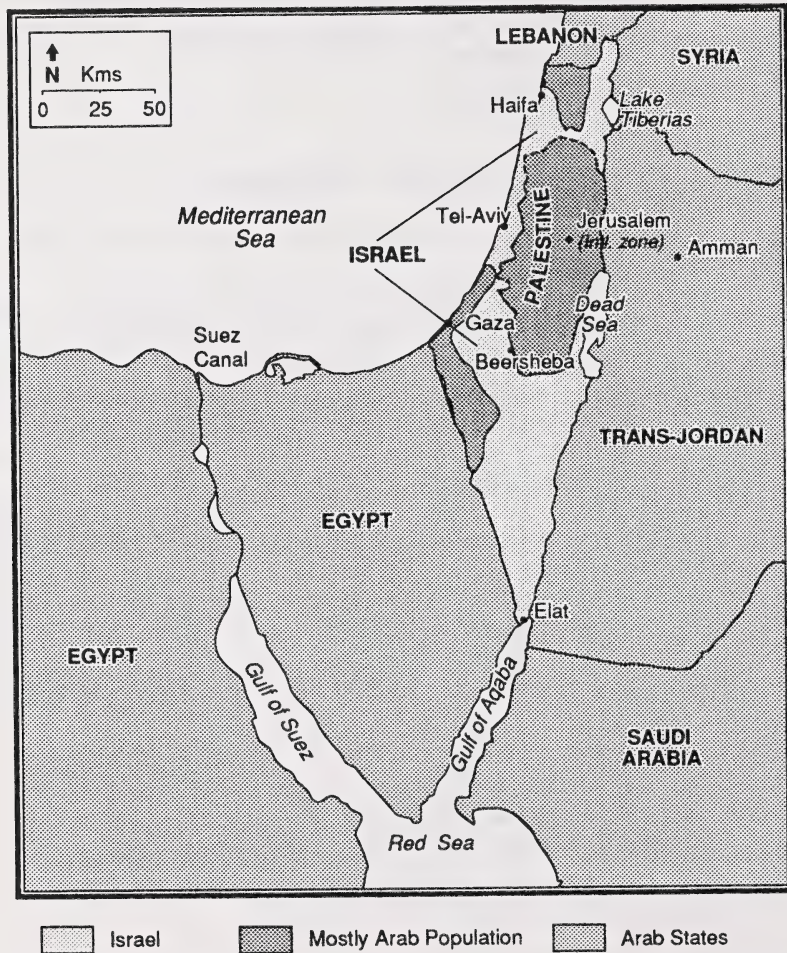 N Kms
0 25 50
LEBANON
SYRIA
Haifa
Lake
Tiberias
Mediterranean
Sea
Tel-Aviv
PALESTINE
Jerusalem
(Intl. zone)
ISRAEL
Amman
Gaza
Dead
Sea
Suez
Canal
Beersheba
TRANS-JORDAN
EGYPT
Elat
EGYPT
Gulf of Suez
Gulf of Aqaba
SAUDI
ARABIA
Red Sea
Israel
Mostly Arab Population
Arab States